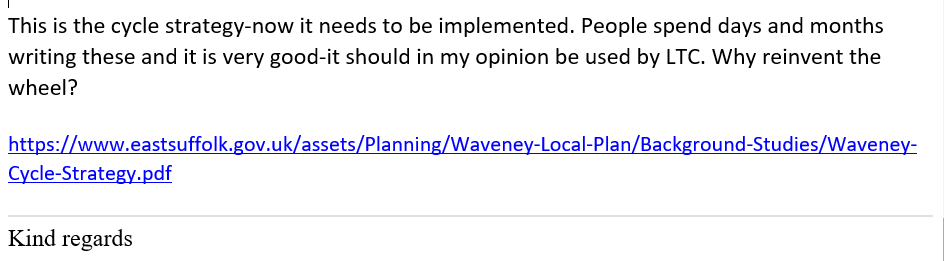 This is the cycle strategy-now it needs to be implemented. People spend days and months
writing these and it is very good-it should in my opinion be used by LTC. Why reinvent the
wheel?
https://www.eastsuffolk.gov.uk/assets/Planning/Waveney-Local-Plan/Background-Studies/Waveney-
Cycle-Strategy.pdf
Kind regards